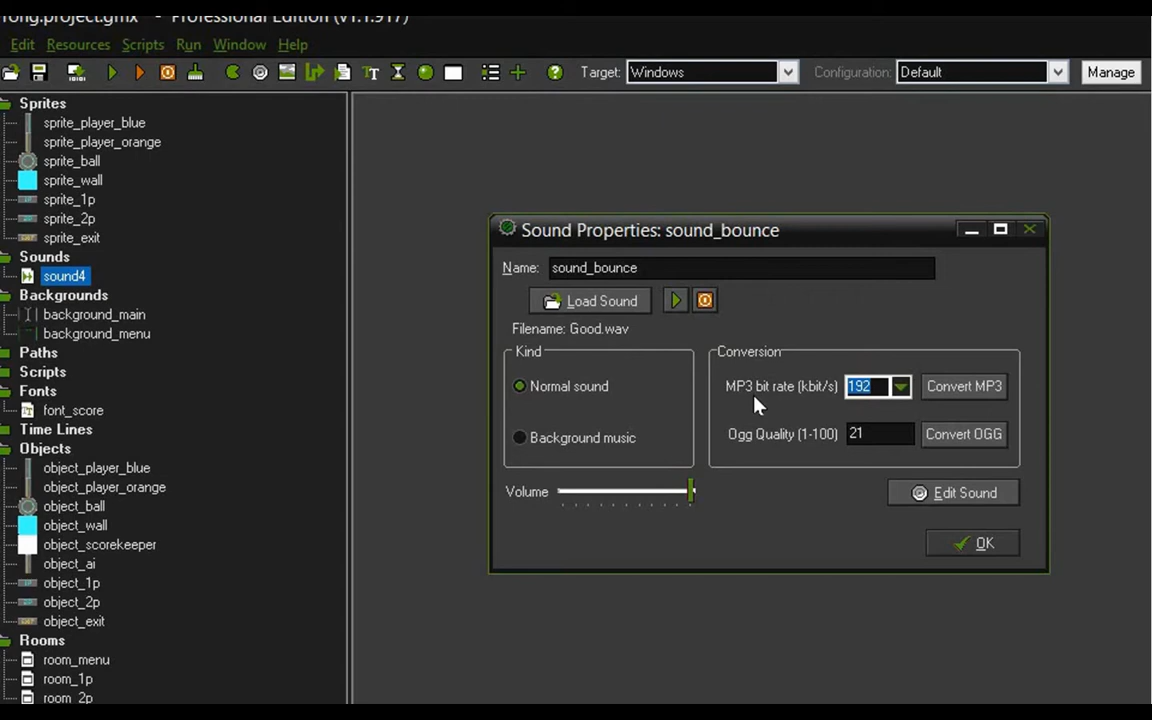 Pong.project.gmx - Professional Edition (v1.1.917)
Edit Resources Scripts Run Window Help
Target: Windows Configuration: Default Manage
Sprites
sprite_player_blue
sprite_player_orange
sprite_ball
sprite_wall
sprite_1p
sprite_2p
sprite_exit
Sounds
sound4
Backgrounds
background_main
background_menu
Paths
Scripts
Fonts
font_score
Time Lines
Objects
object_player_blue
object_player_orange
object_ball
object_wall
object_scorekeeper
object_ai
object_1p
object_2p
object_exit
Rooms
room_menu
room_1p
room_2p
Sound Properties: sound_bounce
Name: sound_bounce
Load Sound
Filename: Good.wav
Kind
Normal sound
Background music
Conversion
MP3 bit rate (kbit/s) 192 Convert MP3
Ogg Quality (1-100) 21 Convert OGG
Volume
Edit Sound
OK